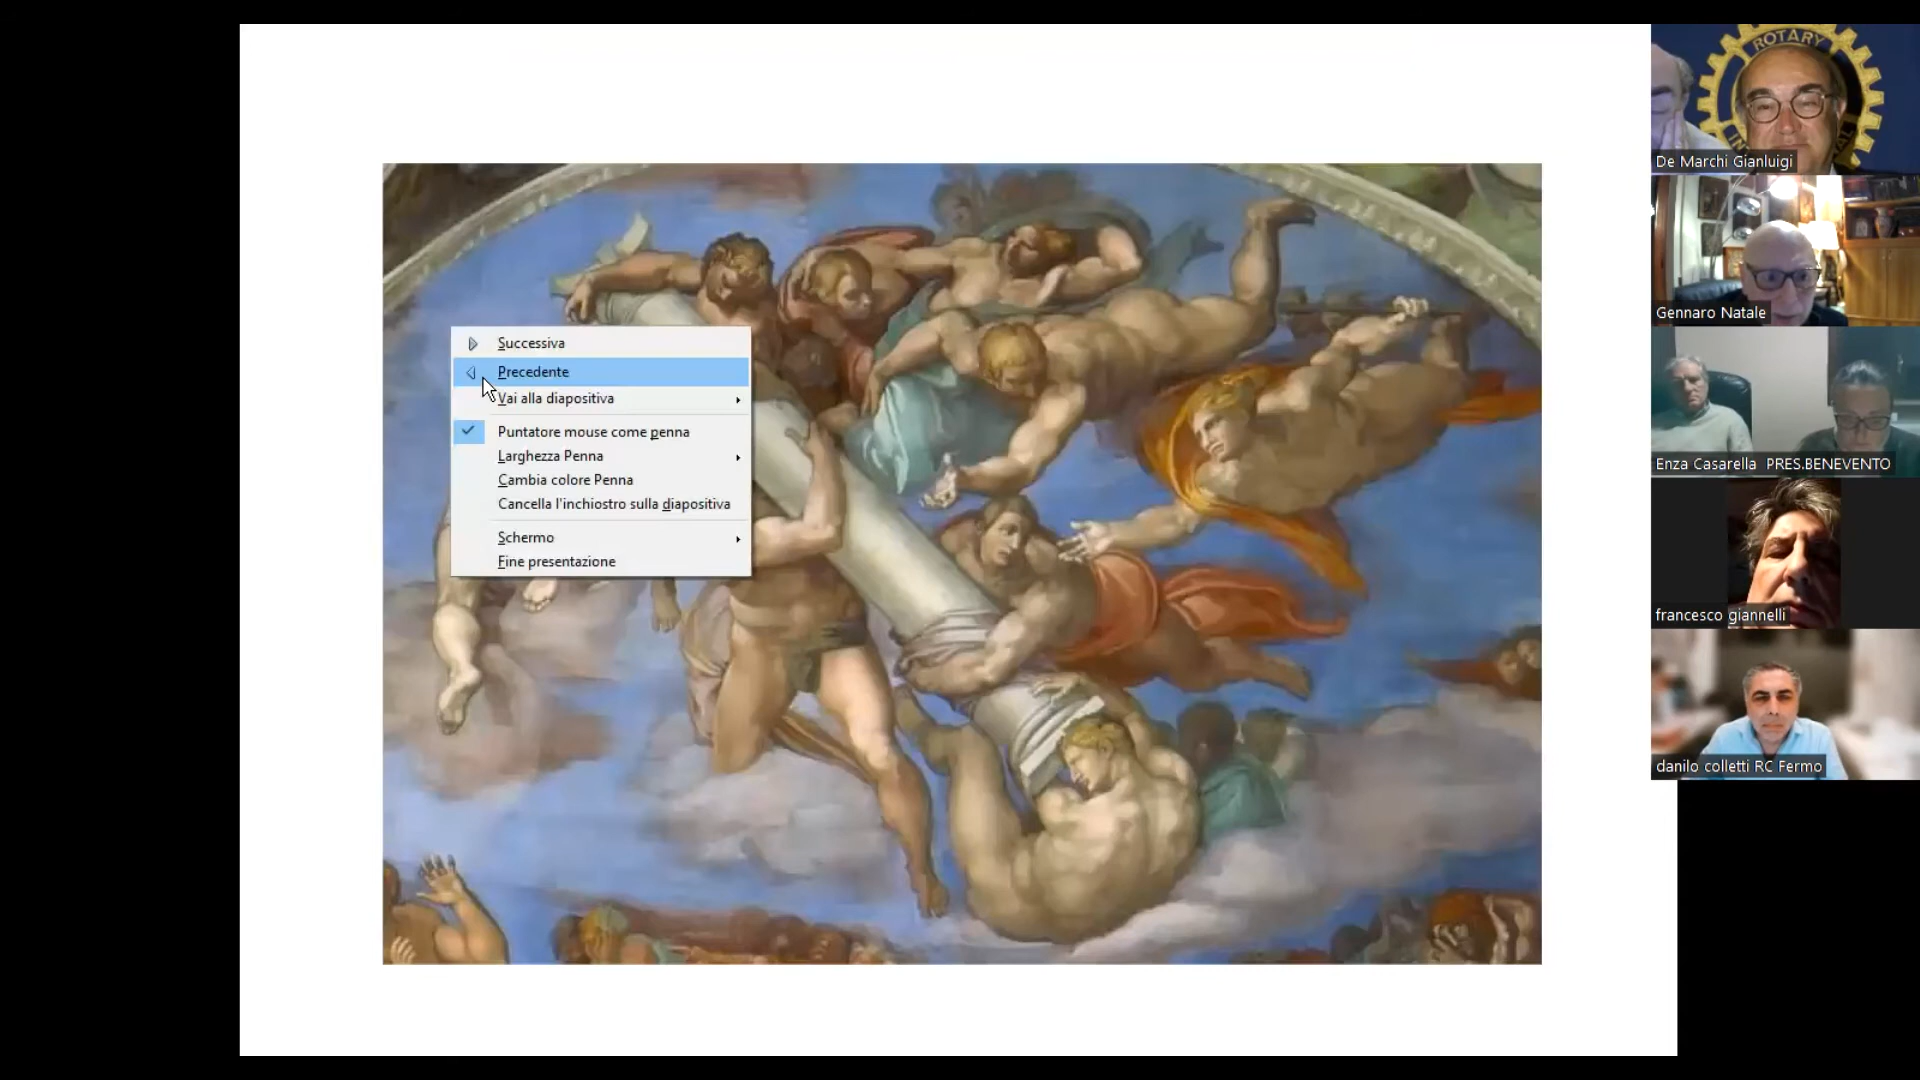 Successiva
Precedente
Vai alla diapositiva
Puntatore mouse come penna
Larghezza Penna
Cambia colore Penna
Cancella l'inchiostro sulla diapositiva
Schermo
Fine presentazione
ROTARY
De Marchi Gianluigi
Gennaro Natale
Enza Casarella PRES.BENEVENTO
francesco giannelli
danilo colletti RC Fermo